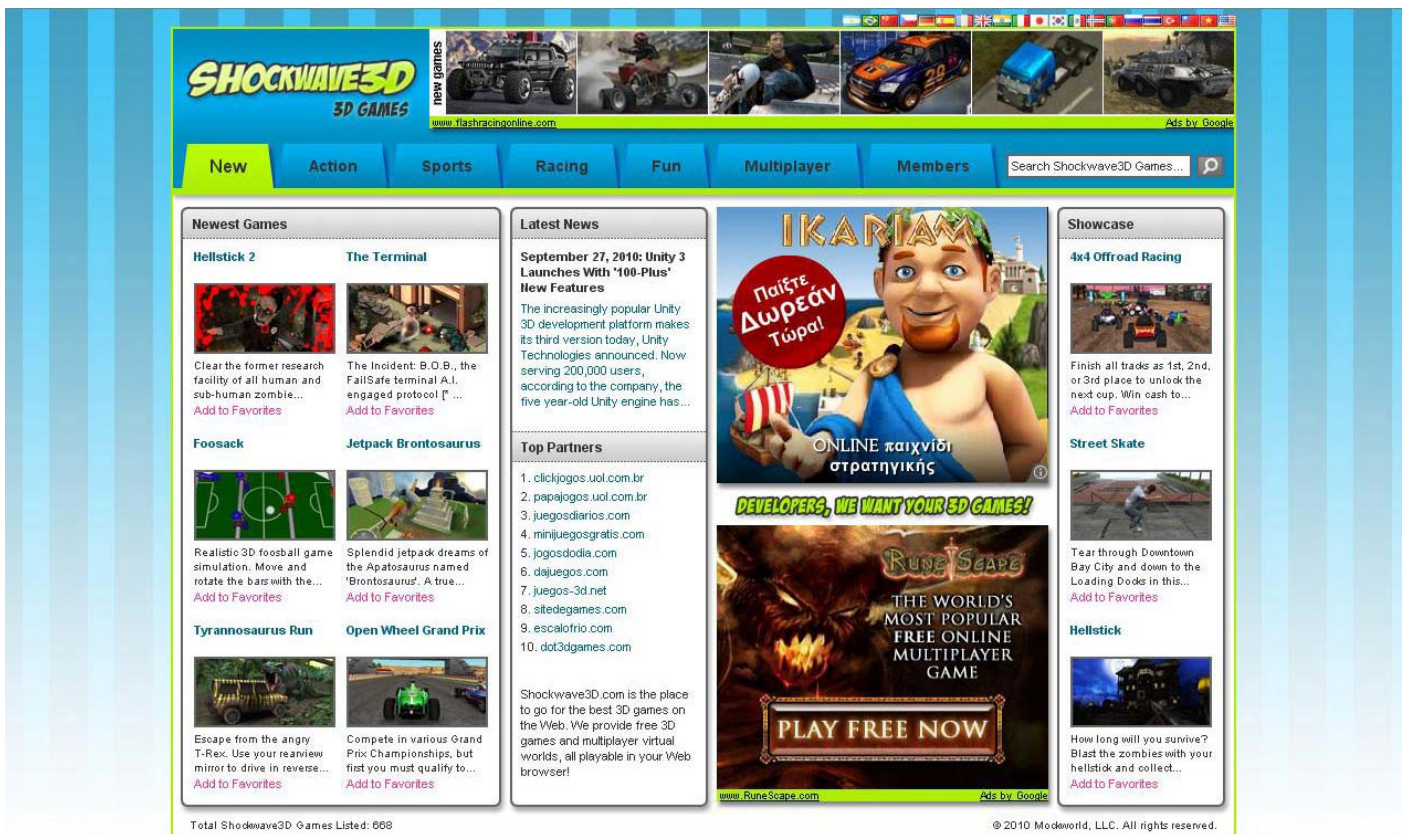 SHOCKWAVE3D
3D GAMES
new games
www.flashracingonline.com
Ads by Google
New
Action
Sports
Racing
Fun
Multiplayer
Members
Search Shockwave3D Games...
Newest Games
Hellstick 2
Clear the former research
facility of all human and
sub-human zombie...
Add to Favorites
The Terminal
The Incident: B.O.B., the
FailSafe terminal A.I.
engaged protocol [* ...
Add to Favorites
Foosack
Realistic 3D foosball game
simulation. Move and
rotate the bars with the...
Add to Favorites
Jetpack Brontosaurus
Splendid jetpack dreams of
the Apatosaurus named
'Brontosaurus'. A true...
Add to Favorites
Tyrannosaurus Run
Escape from the angry
T-Rex. Use your rearview
mirror to drive in reverse...
Add to Favorites
Open Wheel Grand Prix
Compete in various Grand
Prix Championships, but
first you must qualify to...
Add to Favorites
Latest News
September 27, 2010: Unity 3
Launches With '100-Plus'
New Features
The increasingly popular Unity
3D development platform makes
its third version today, Unity
Technologies announced. Now
serving 200,000 users,
according to the company, the
five year-old Unity engine has...
Top Partners
1. clickjogos.uol.com.br
2. papajogos.uol.com.br
3. juegosdiarios.com
4. minijuegosgratis.com
5. jogosdodia.com
6. dajuegos.com
7. juegos-3d.net
8. sitedegames.com
9. escalofrio.com
10. dot3dgames.com
Shockwave3D.com is the place
to go for the best 3D games on
the Web. We provide free 3D
games and multiplayer virtual
worlds, all playable in your Web
browser!
IKARIAM
Παίξτε
Δωρεάν
Τώρα!
ONLINE παιχνίδι
στρατηγικής
DEVELOPERS, WE WANT YOUR 3D GAMES!
RUNESCAPE
THE WORLD'S
MOST POPULAR
FREE ONLINE
MULTIPLAYER
GAME
PLAY FREE NOW
www.RuneScape.com
Ads by Google
Showcase
4x4 Offroad Racing
Finish all tracks as 1st, 2nd,
or 3rd place to unlock the
next cup. Win cash to...
Add to Favorites
Street Skate
Tear through Downtown
Bay City and down to the
Loading Docks in this...
Add to Favorites
Hellstick
How long will you survive?
Blast the zombies with your
hellstick and collect...
Add to Favorites
Total Shockwave3D Games Listed: 668
© 2010 Mockworld, LLC. All rights reserved.